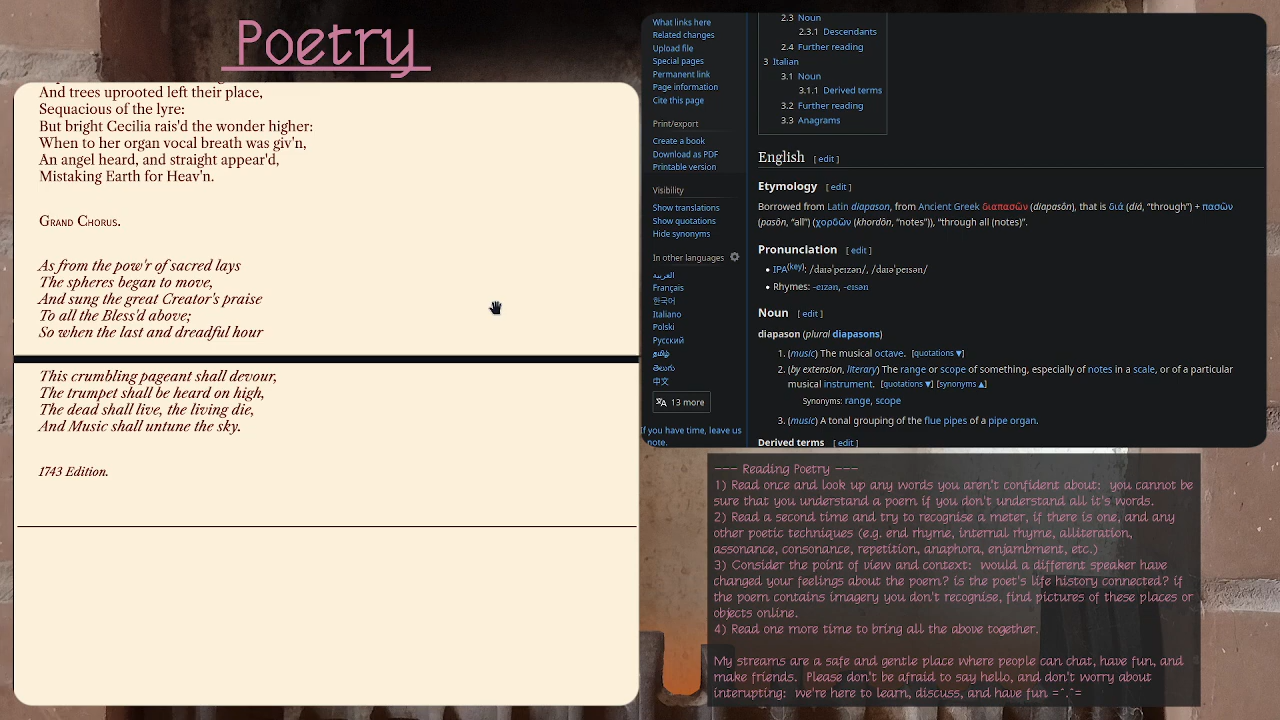 Poetry
And trees uprooted left their place,
Sequacious of the lyre:
But bright Cecilia rais'd the wonder higher:
When to her organ vocal breath was giv'n,
An angel heard, and straight appear'd,
Mistaking Earth for Heav'n.
Grand Chorus.
As from the pow'r of sacred lays
The spheres began to move,
And sung the great Creator's praise
To all the Bless'd above;
So when the last and dreadful hour
This crumbling pageant shall devour,
The trumpet shall be heard on high,
The dead shall live, the living die,
And Music shall untune the sky.
1743 Edition.
What links here
Related changes
Upload file
Special pages
Permanent link
Page information
Cite this page
Print/export
Create a book
Download as PDF
Printable version
Visibility
Show translations
Show quotations
Hide synonyms
In other languages
العربية
Français
한국어
Italiano
Polski
Русский
தமிழ்
తెలుగు
中文
13 more
If you have time, leave us
note.
2.3 Noun
2.3.1 Descendants
2.4 Further reading
3 Italian
3.1 Noun
3.1.1 Derived terms
3.2 Further reading
3.3 Anagrams
English [ edit ]
Etymology [ edit ]
Borrowed from Latin diapason, from Ancient Greek διαπασῶν (diapasôn), that is διά (diá, “through”) + πασῶν
(pasôn, “all”) (χορδῶν (khordôn, “notes”)), “through all (notes)”.
Pronunciation [ edit ]
• IPA(key): /daɪəˈpeɪzən/, /daɪəˈpeɪsən/
• Rhymes: -eɪzən, -eɪsən
Noun [ edit ]
diapason (plural diapasons)
1. (music) The musical octave. [quotations ▼]
2. (by extension, literary) The range or scope of something, especially of notes in a scale, or of a particular
musical instrument. [quotations ▼] [synonyms ▲]
Synonyms: range, scope
3. (music) A tonal grouping of the flue pipes of a pipe organ.
Derived terms [ edit ]
--- Reading Poetry ---
1) Read once and look up any words you aren't confident about: you cannot be
sure that you understand a poem if you don't understand all it's words.
2) Read a second time and try to recognise a meter, if there is one, and any
other poetic techniques (e.g. end rhyme, internal rhyme, alliteration,
assonance, consonance, repetition, anaphora, enjambment, etc.)
3) Consider the point of view and context: would a different speaker have
changed your feelings about the poem? is the poet's life history connected? if
the poem contains imagery you don't recognise, find pictures of these places or
objects online.
4) Read one more time to bring all the above together.
My streams are a safe and gentle place where people can chat, have fun, and
make friends. Please don't be afraid to say hello, and don't worry about
interupting: we're here to learn, discuss, and have fun =^.^=